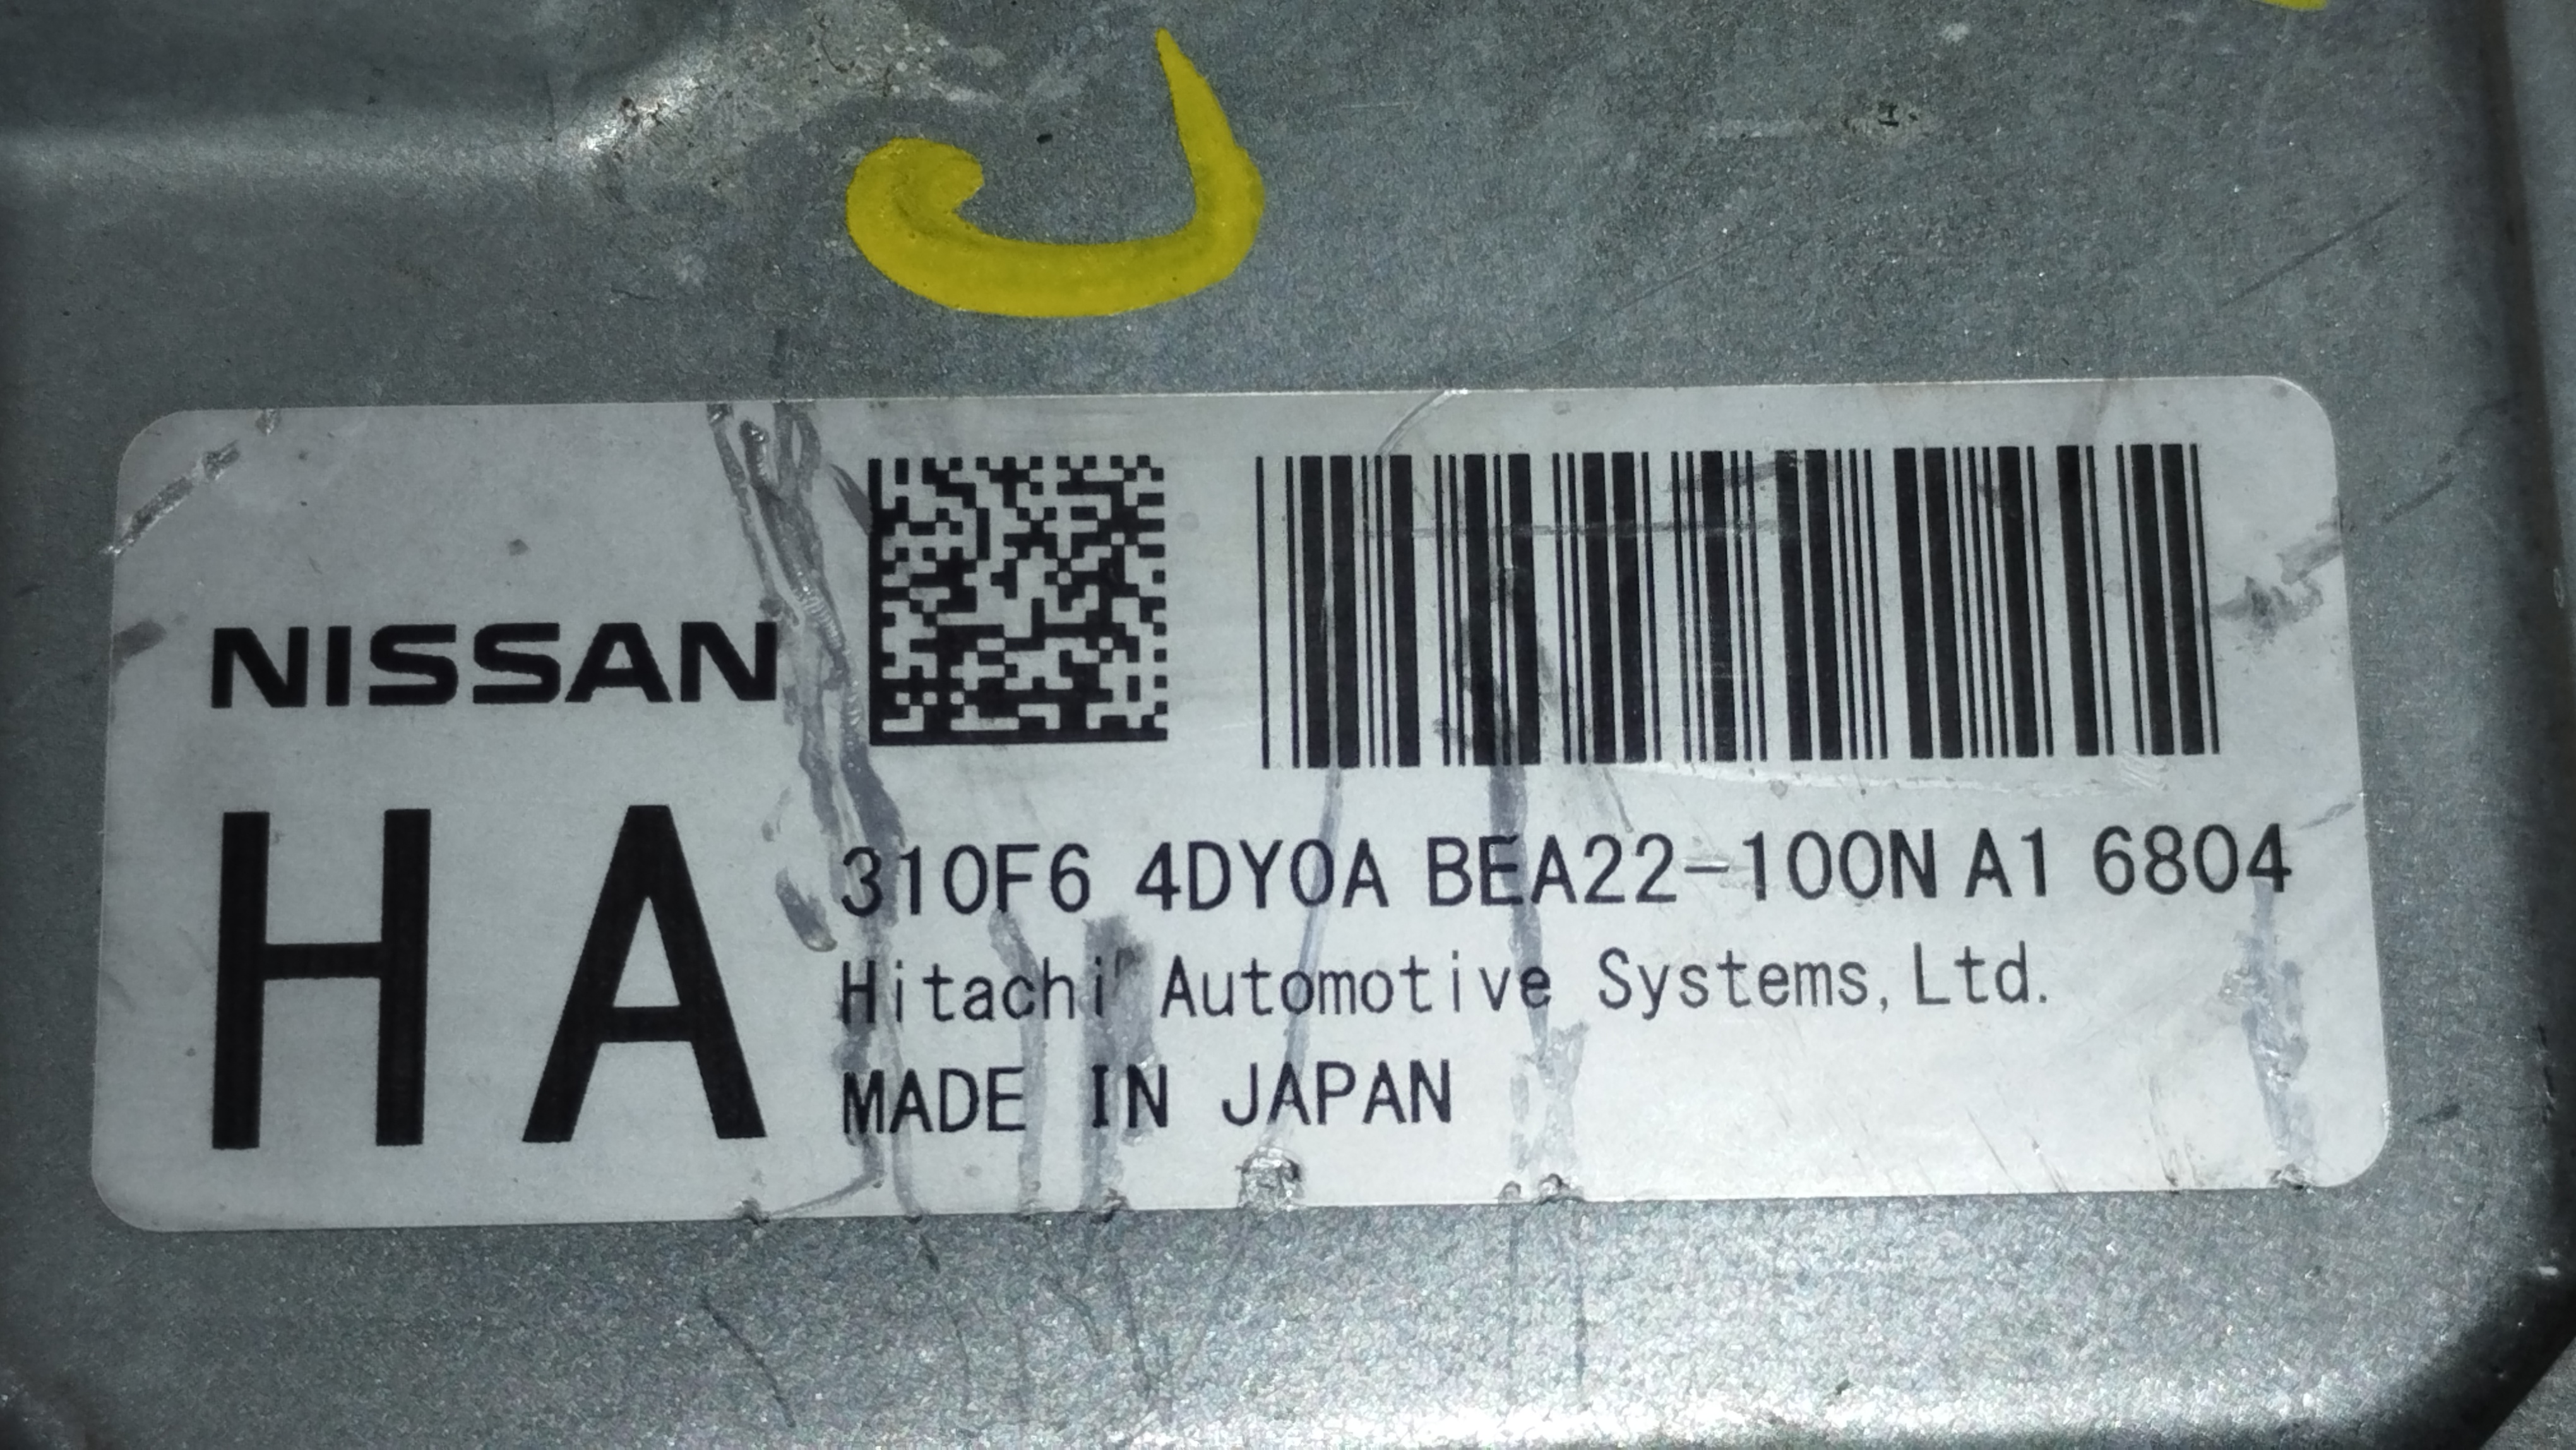 NISSAN
HA
310F6 4DY0A BEA22-100N A1 6804
Hitachi Automotive Systems,Ltd.
MADE IN JAPAN